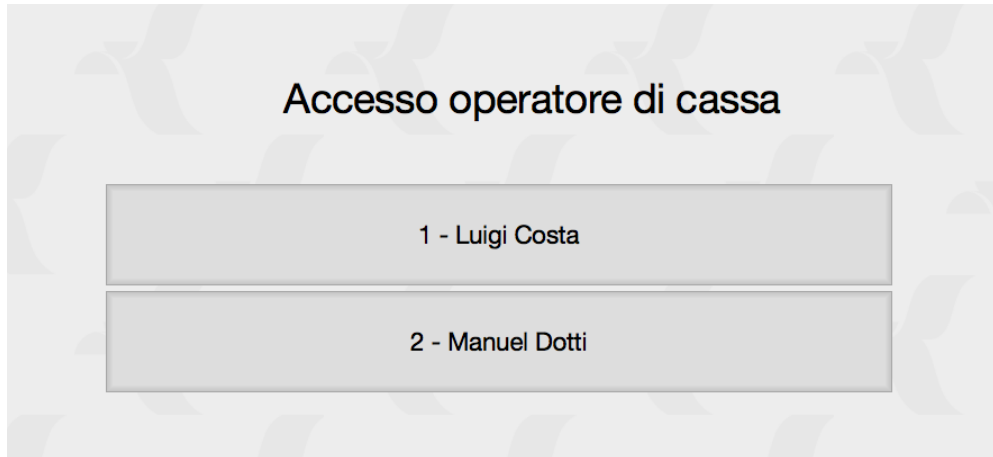 Accesso operatore di cassa
1 - Luigi Costa
2 - Manuel Dotti